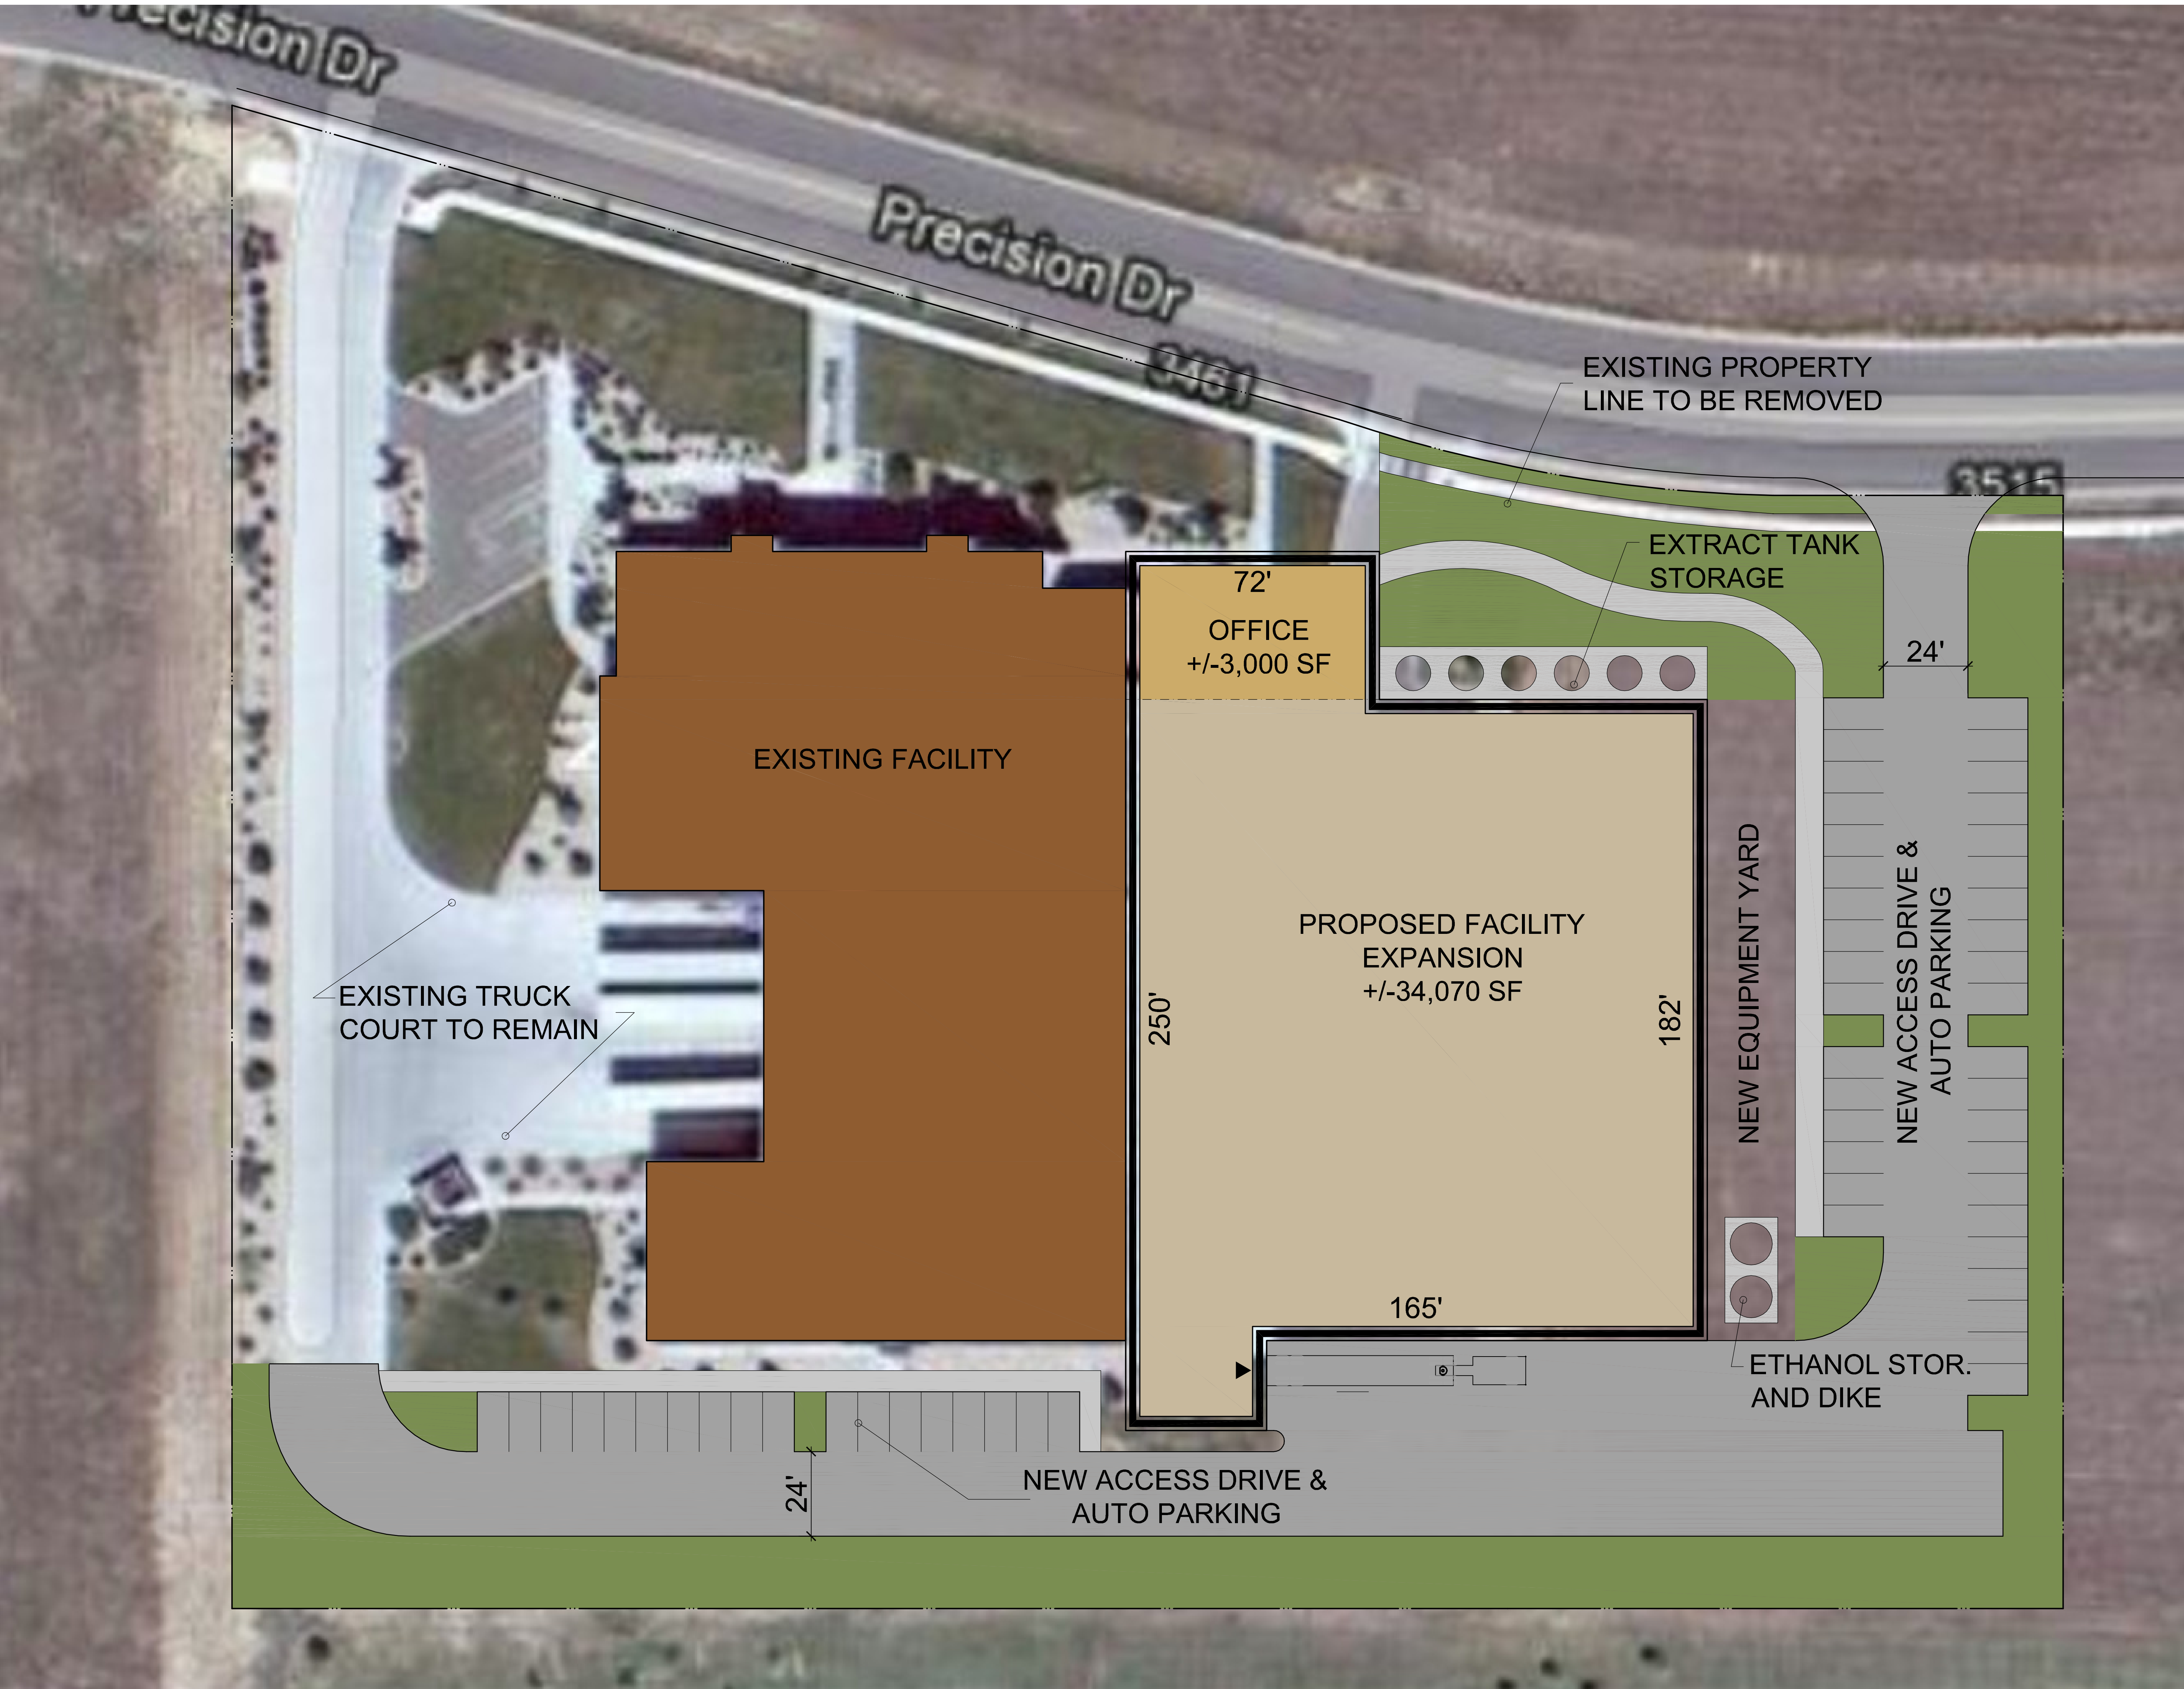 Precision Dr
Precision Dr
3461
EXISTING PROPERTY
LINE TO BE REMOVED
3515
EXTRACT TANK
STORAGE
72'
OFFICE
+/-3,000 SF
24'
EXISTING FACILITY
PROPOSED FACILITY
EXPANSION
+/-34,070 SF
250'
182'
NEW EQUIPMENT YARD
NEW ACCESS DRIVE &
AUTO PARKING
EXISTING TRUCK
COURT TO REMAIN
165'
ETHANOL STOR.
AND DIKE
NEW ACCESS DRIVE &
AUTO PARKING
24'